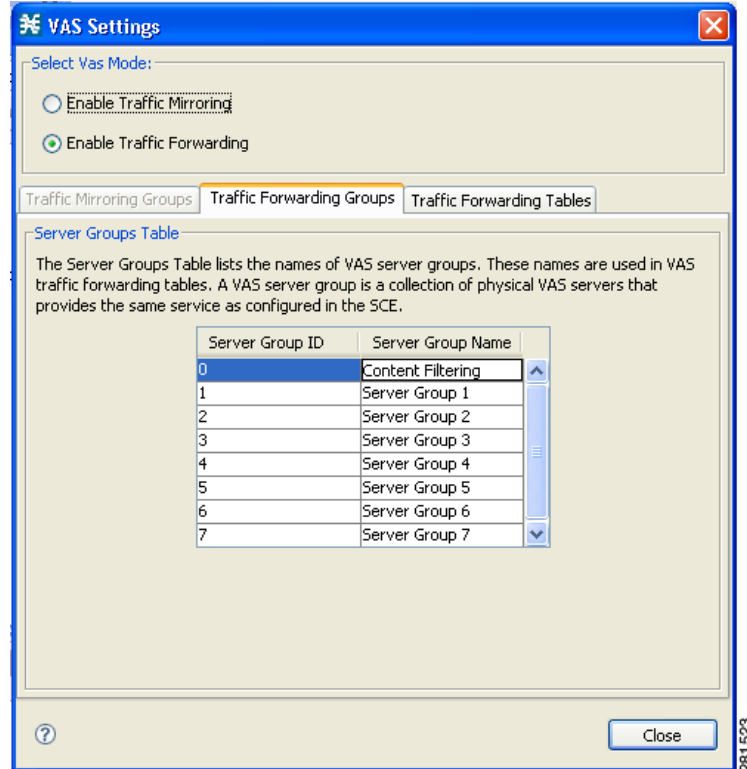 VAS Settings
Select Vas Mode:
Enable Traffic Mirroring
Enable Traffic Forwarding
Traffic Mirroring Groups Traffic Forwarding Groups Traffic Forwarding Tables
Server Groups Table
The Server Groups Table lists the names of VAS server groups. These names are used in VAS
traffic forwarding tables. A VAS server group is a collection of physical VAS servers that
provides the same service as configured in the SCE.
Server Group ID Server Group Name
0 Content Filtering
1 Server Group 1
2 Server Group 2
3 Server Group 3
4 Server Group 4
5 Server Group 5
6 Server Group 6
7 Server Group 7
? Close